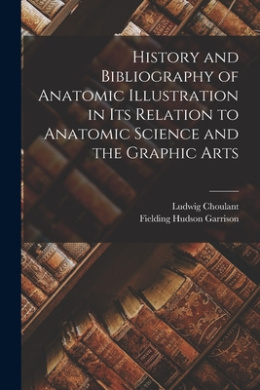 History and
Bibliography of
Anatomic Illustration
in Its Relation to
Anatomic Science and
the Graphic Arts
Ludwig Choulant
Fielding Hudson Garrison